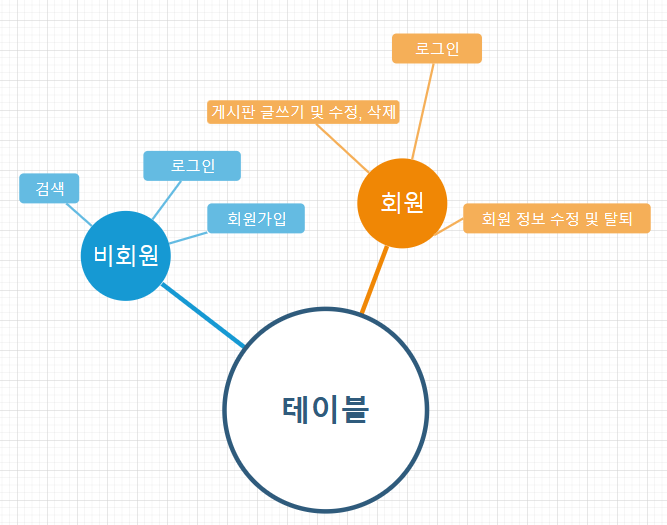 로그인
게시판 글쓰기 및 수정, 삭제
로그인
검색
회원
회원가입
회원 정보 수정 및 탈퇴
비회원
테이블